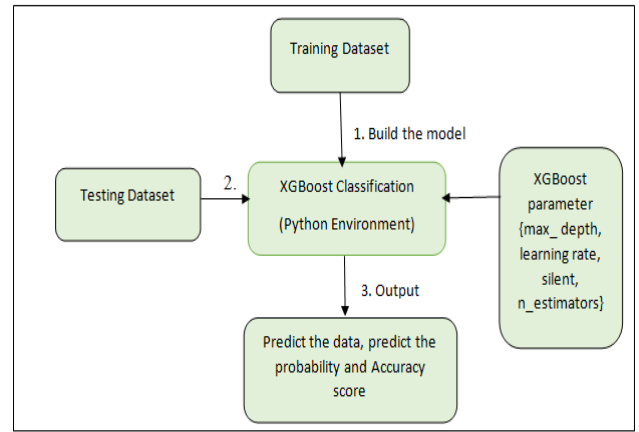 Training Dataset
1. Build the model
Testing Dataset
2.
XGBoost Classification
(Python Environment)
XGBoost
parameter
{max_ depth,
learning rate,
silent,
n_estimators}
3. Output
Predict the data, predict the
probability and Accuracy
score